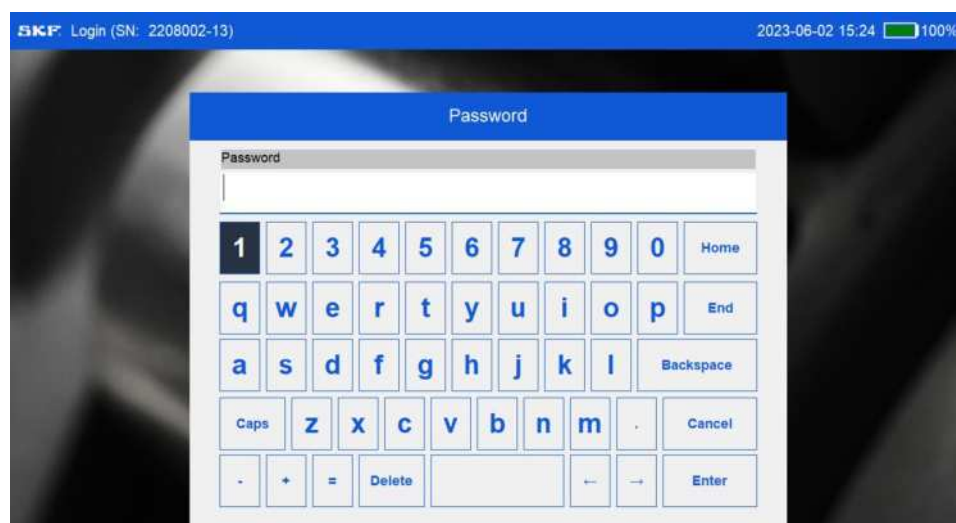 SKF. Login (SN: 2208002-13) 2023-06-02 15:24 100%
Password
Password
1 2 3 4 5 6 7 8 9 0 Home
q w e r t y u i o p End
a s d f g h j k l Backspace
Caps z x c v b n m . Cancel
- + = Delete ← → Enter